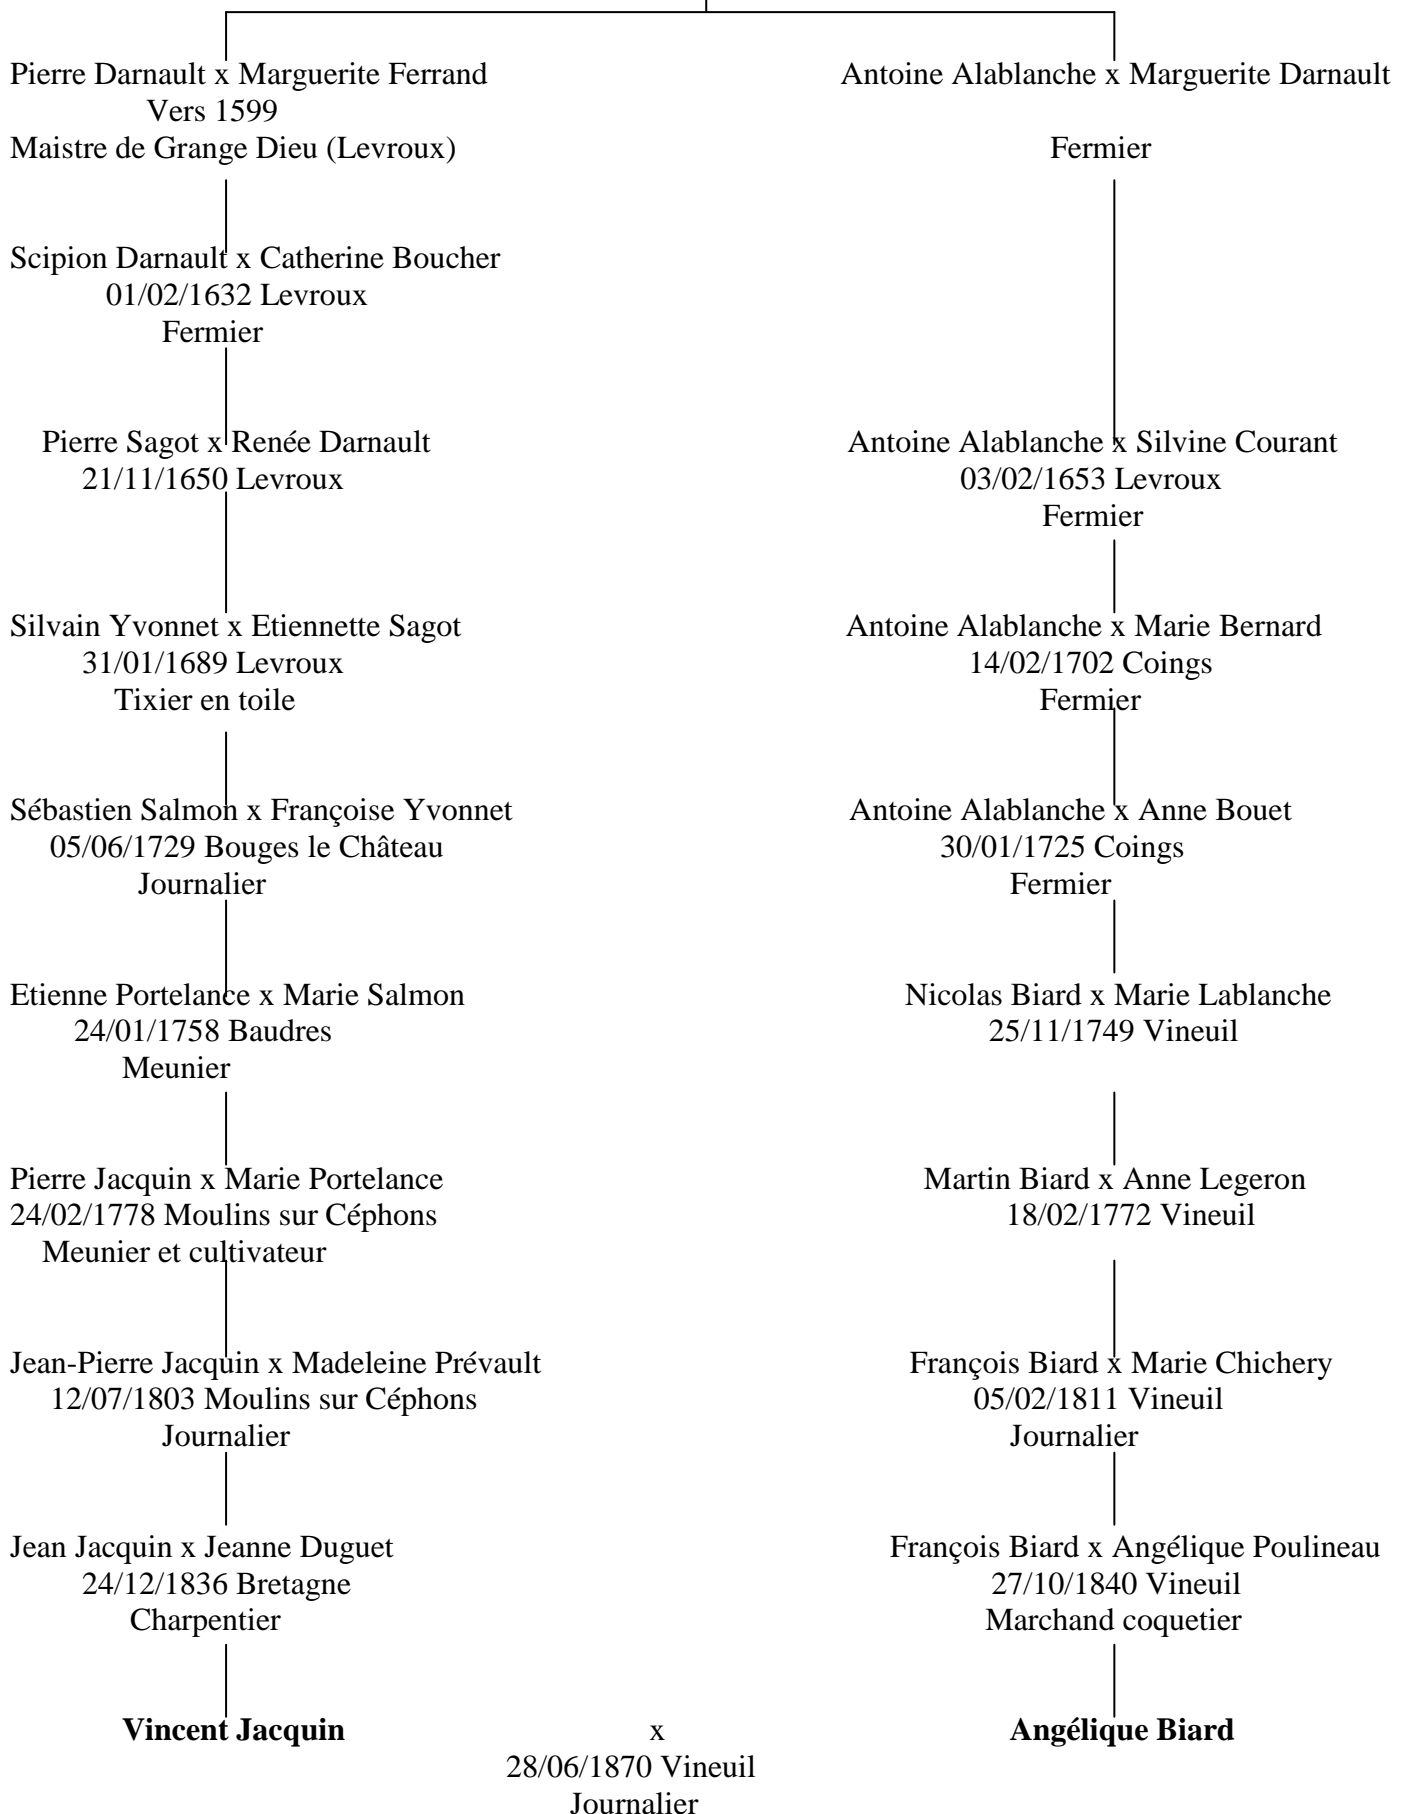 Pierre Darnault x Marguerite Ferrand
Vers 1599
Maistre de Grange Dieu (Levroux)
Antoine Alablanche x Marguerite Darnault
Fermier
Scipion Darnault x Catherine Boucher
01/02/1632 Levroux
Fermier
Pierre Sagot x Renée Darnault
21/11/1650 Levroux
Antoine Alablanche x Silvine Courant
03/02/1653 Levroux
Fermier
Silvain Yvonnet x Etiennette Sagot
31/01/1689 Levroux
Tixier en toile
Antoine Alablanche x Marie Bernard
14/02/1702 Coings
Fermier
Sébastien Salmon x Françoise Yvonnet
05/06/1729 Bouges le Château
Journalier
Antoine Alablanche x Anne Bouet
30/01/1725 Coings
Fermier
Etienne Portelance x Marie Salmon
24/01/1758 Baudres
Meunier
Nicolas Biard x Marie Lablanche
25/11/1749 Vineuil
Pierre Jacquin x Marie Portelance
24/02/1778 Moulins sur Céphons
Meunier et cultivateur
Martin Biard x Anne Legeron
18/02/1772 Vineuil
Jean-Pierre Jacquin x Madeleine Prévault
12/07/1803 Moulins sur Céphons
Journalier
François Biard x Marie Chichery
05/02/1811 Vineuil
Journalier
Jean Jacquin x Jeanne Duguet
24/12/1836 Bretagne
Charpentier
François Biard x Angélique Poulineau
27/10/1840 Vineuil
Marchand coquetier
Vincent Jacquin x Angélique Biard
28/06/1870 Vineuil
Journalier